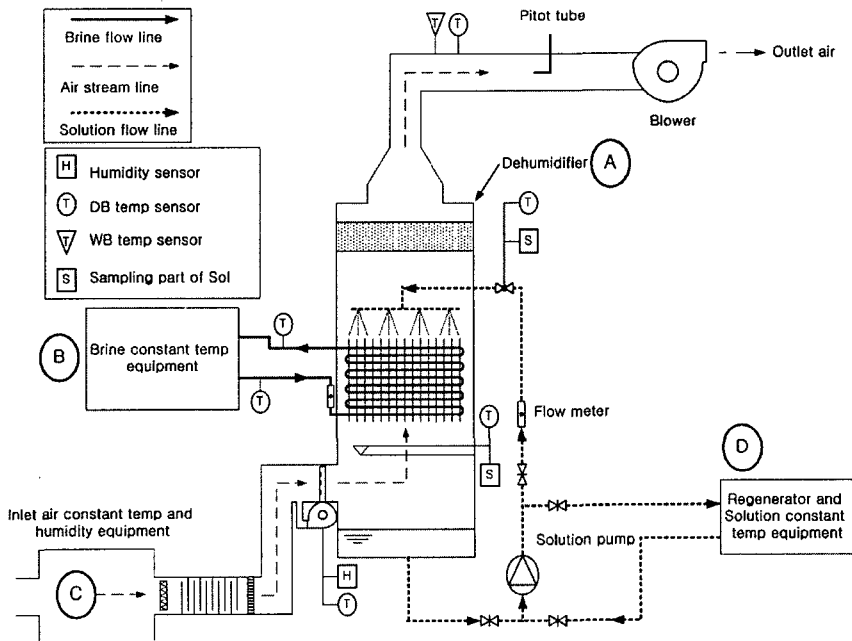 Brine flow line
Air stream line
Solution flow line
H Humidity sensor
T DB temp sensor
T WB temp sensor
S Sampling part of Sol
T T
Pitot tube
Outlet air
Blower
Dehumidifier A
T
S
B
Brine constant temp
equipment
T
T
T
S
Flow meter
D
Regenerator and
Solution constant
temp equipment
Solution pump
Inlet air constant temp and
humidity equipment
C
H
T